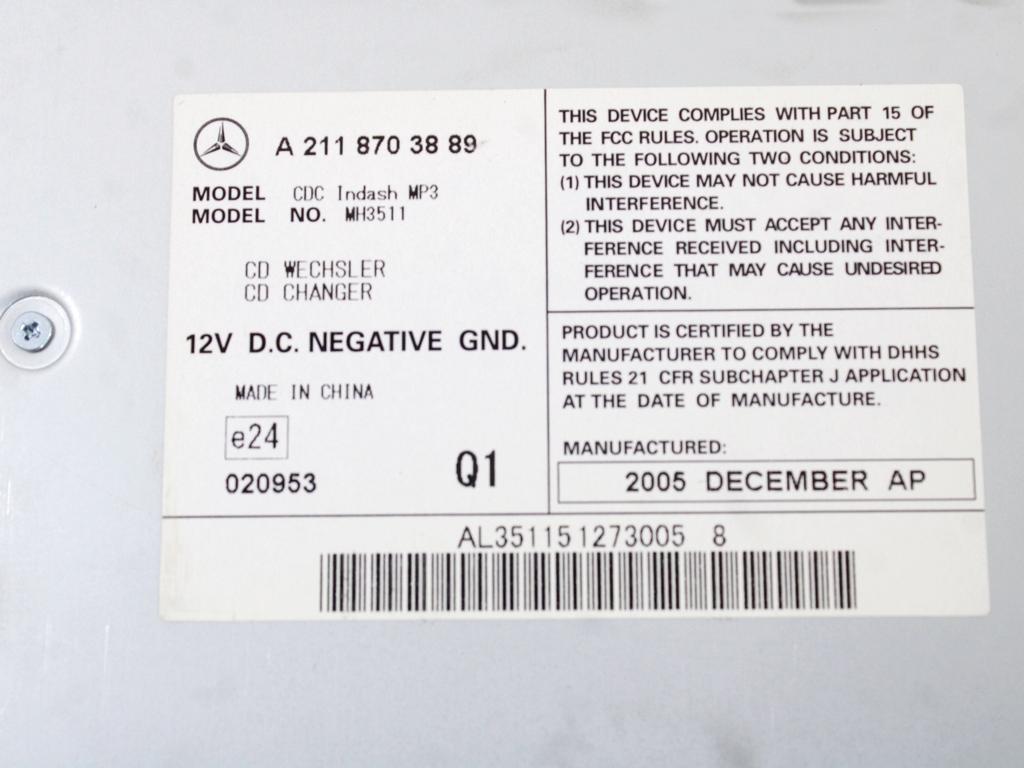 A 211 870 38 89
MODEL CDC Indash MP3
MODEL NO. MH3511
CD WECHSLER
CD CHANGER
12V D.C. NEGATIVE GND.
MADE IN CHINA
e24
020953
Q1
THIS DEVICE COMPLIES WITH PART 15 OF
THE FCC RULES. OPERATION IS SUBJECT
TO THE FOLLOWING TWO CONDITIONS:
(1) THIS DEVICE MAY NOT CAUSE HARMFUL
INTERFERENCE.
(2) THIS DEVICE MUST ACCEPT ANY INTER-
FERENCE RECEIVED INCLUDING INTER-
FERENCE THAT MAY CAUSE UNDESIRED
OPERATION.
PRODUCT IS CERTIFIED BY THE
MANUFACTURER TO COMPLY WITH DHHS
RULES 21 CFR SUBCHAPTER J APPLICATION
AT THE DATE OF MANUFACTURE.
MANUFACTURED:
2005 DECEMBER AP
AL351151273005 8